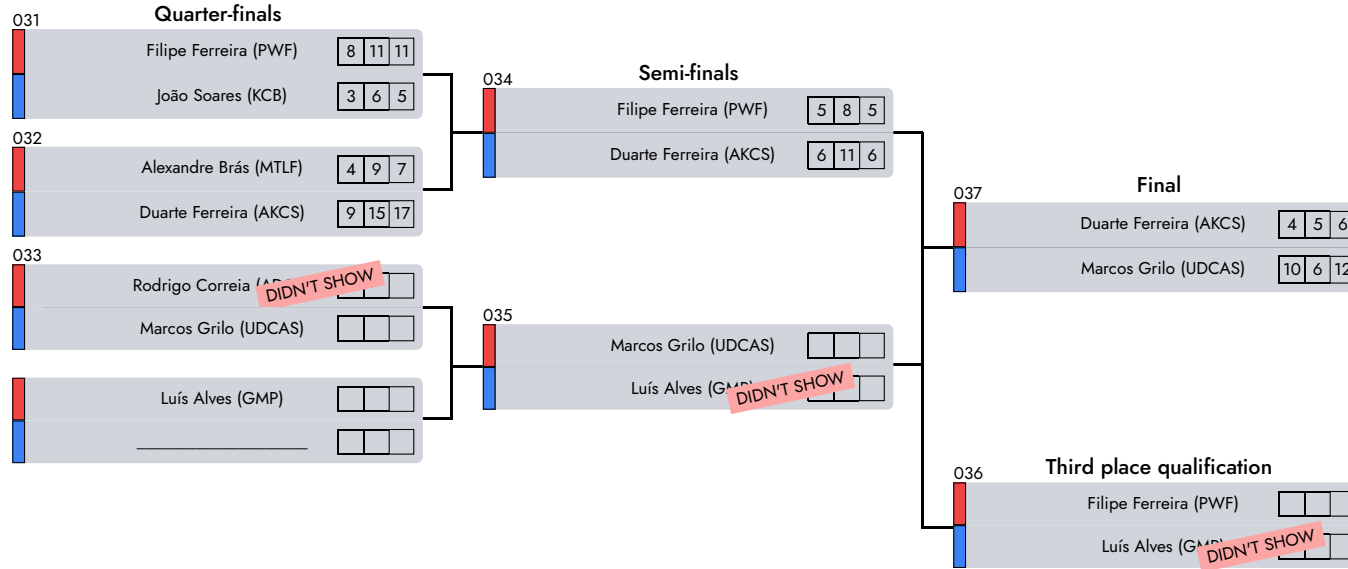 Quarter-finals
031
Filipe Ferreira (PWF) 8 11 11
João Soares (KCB) 3 6 5
032
Alexandre Brás (MTLF) 4 9 7
Duarte Ferreira (AKCS) 9 15 17
033
Rodrigo Correia DIDN'T SHOW
Marcos Grilo (UDCAS)
Luís Alves (GMP)
Semi-finals
034
Filipe Ferreira (PWF) 5 8 5
Duarte Ferreira (AKCS) 6 11 6
035
Marcos Grilo (UDCAS)
Luís Alves (GMP) DIDN'T SHOW
Final
037
Duarte Ferreira (AKCS) 4 5 6
Marcos Grilo (UDCAS) 10 6 12
Third place qualification
036
Filipe Ferreira (PWF)
Luís Alves (GMP) DIDN'T SHOW